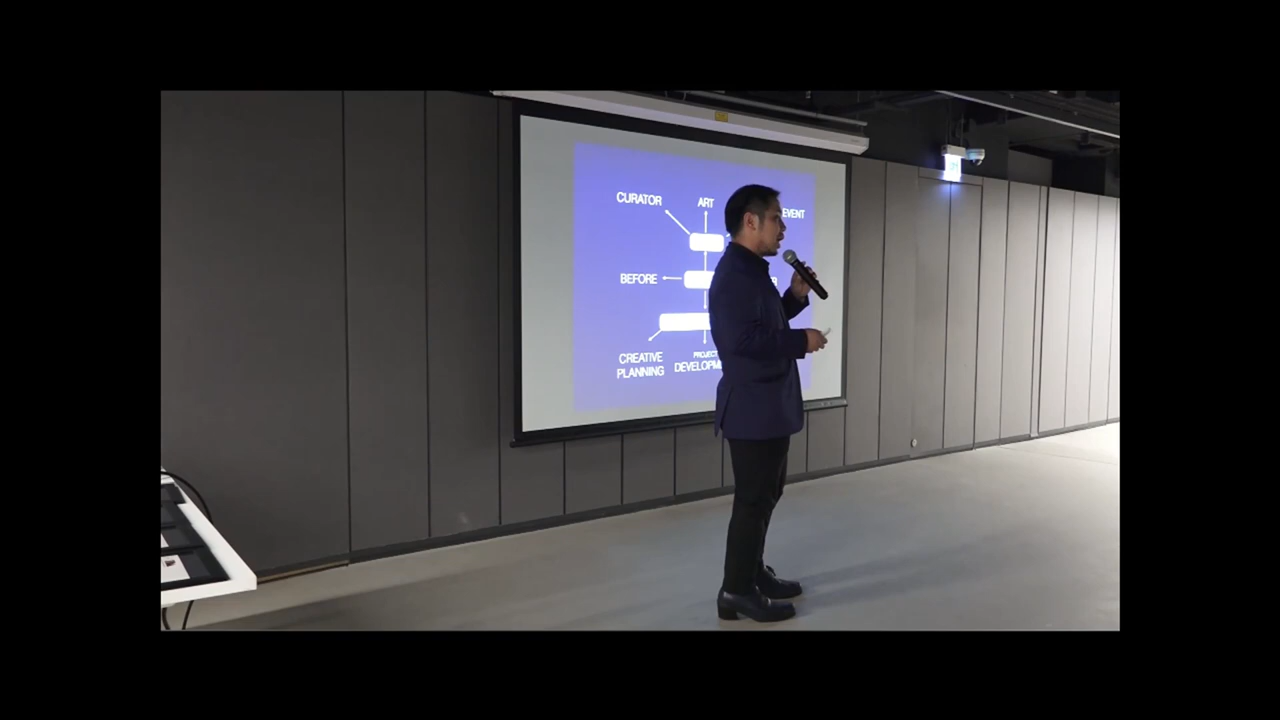 CURATOR
ART
EVENT
BEFORE
CREATIVE
PLANNING
PROJECT